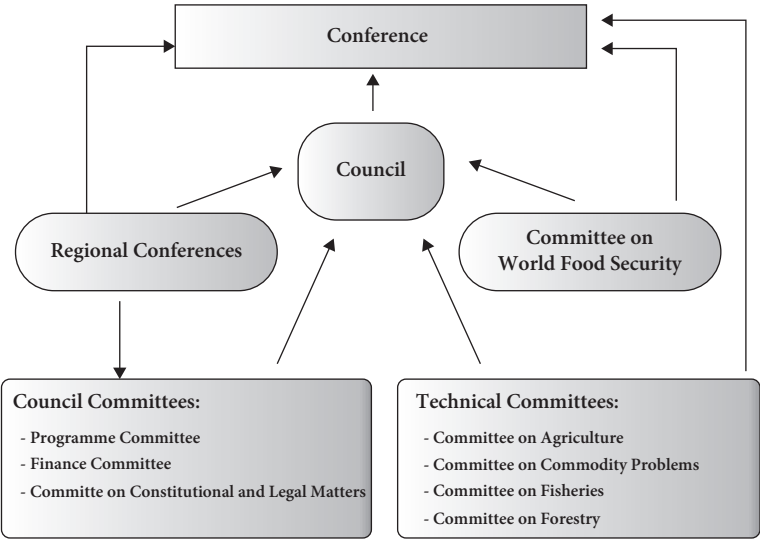 Conference
Council
Regional Conferences
Committee on
World Food Security
Council Committees:
- Programme Committee
- Finance Committee
- Committe on Constitutional and Legal Matters
Technical Committees:
- Committee on Agriculture
- Committee on Commodity Problems
- Committee on Fisheries
- Committee on Forestry